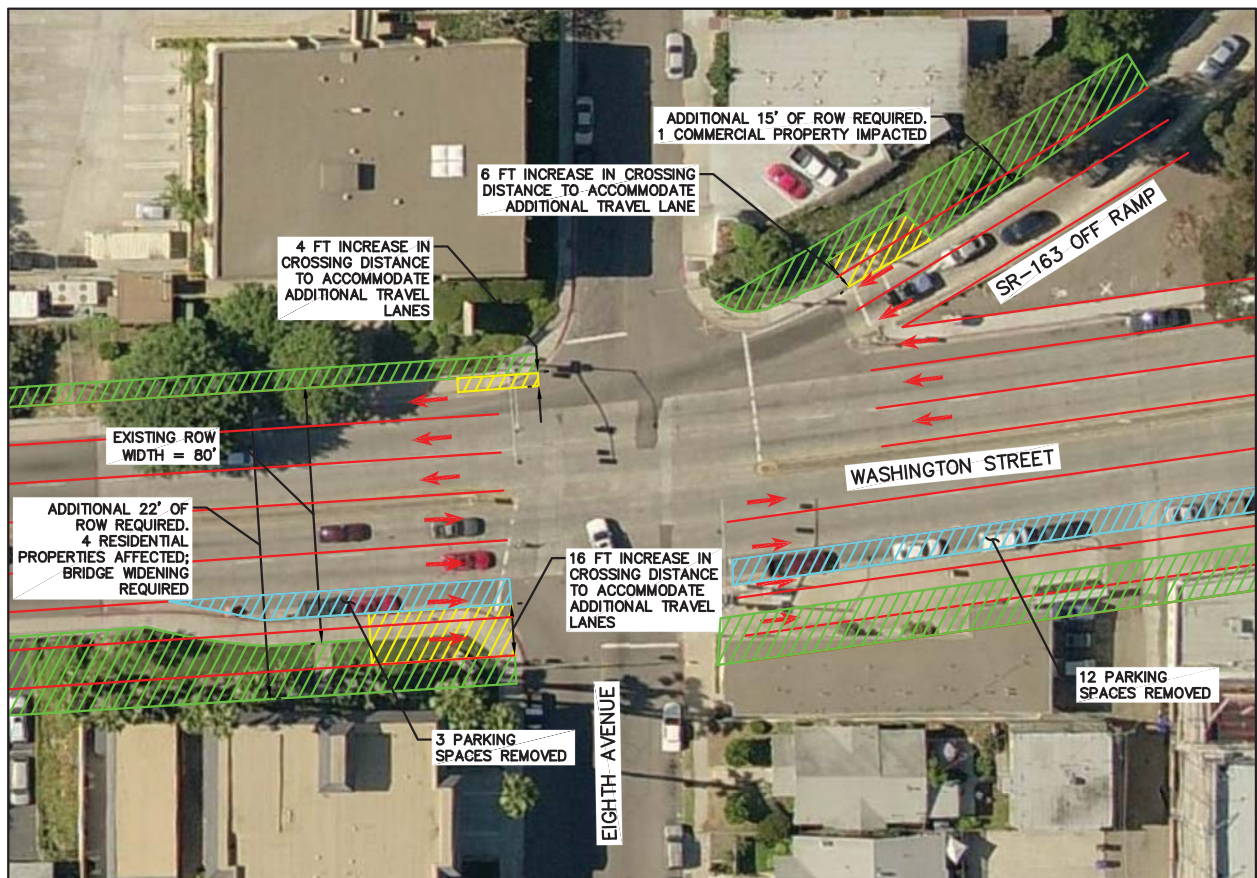 ADDITIONAL 15' OF ROW REQUIRED.
1 COMMERCIAL PROPERTY IMPACTED
6 FT INCREASE IN CROSSING
DISTANCE TO ACCOMMODATE
ADDITIONAL TRAVEL LANE
SR-163 OFF RAMP
4 FT INCREASE IN
CROSSING DISTANCE
TO ACCOMMODATE
ADDITIONAL TRAVEL
LANES
EXISTING ROW
WIDTH = 80'
WASHINGTON STREET
ADDITIONAL 22' OF
ROW REQUIRED.
4 RESIDENTIAL
PROPERTIES AFFECTED;
BRIDGE WIDENING
REQUIRED
16 FT INCREASE IN
CROSSING DISTANCE
TO ACCOMMODATE
ADDITIONAL TRAVEL
LANES
12 PARKING
SPACES REMOVED
3 PARKING
SPACES REMOVED
EIGHTH AVENUE